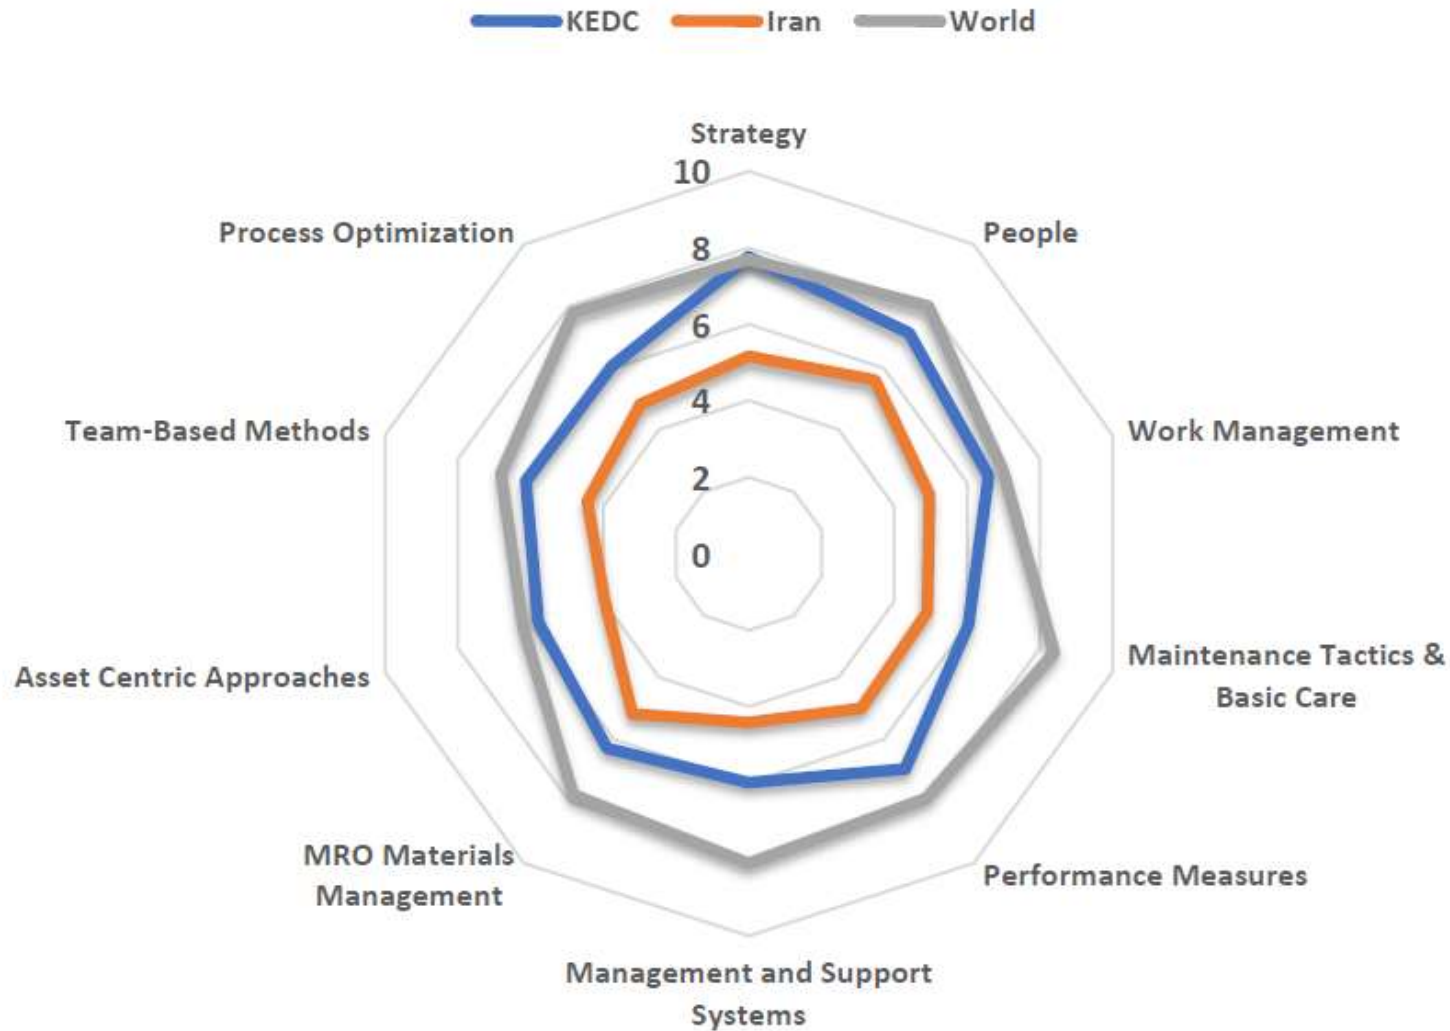 KEDC Iran World
Strategy
10
People
Process Optimization
8
6
4
Team-Based Methods
Work Management
2
0
Maintenance Tactics &
Basic Care
Asset Centric Approaches
MRO Materials
Management
Performance Measures
Management and Support
Systems